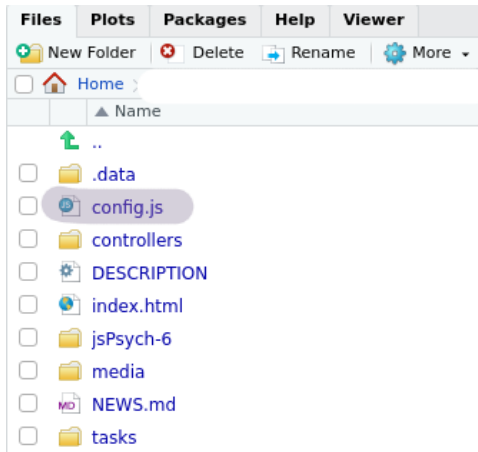 Files Plots Packages Help Viewer
New Folder Delete Rename More
Home
Name
..
.data
config.js
controllers
DESCRIPTION
index.html
jsPsych-6
media
MD NEWS.md
tasks